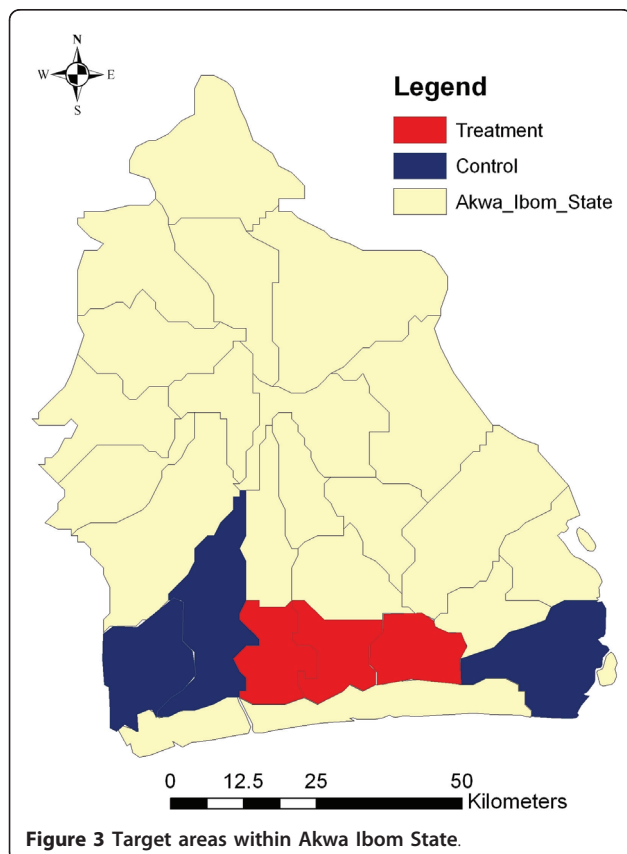 N
W E
S
Legend
Treatment
Control
Akwa_Ibom_State
0 12.5 25 50
Kilometers
Figure 3 Target areas within Akwa Ibom State.